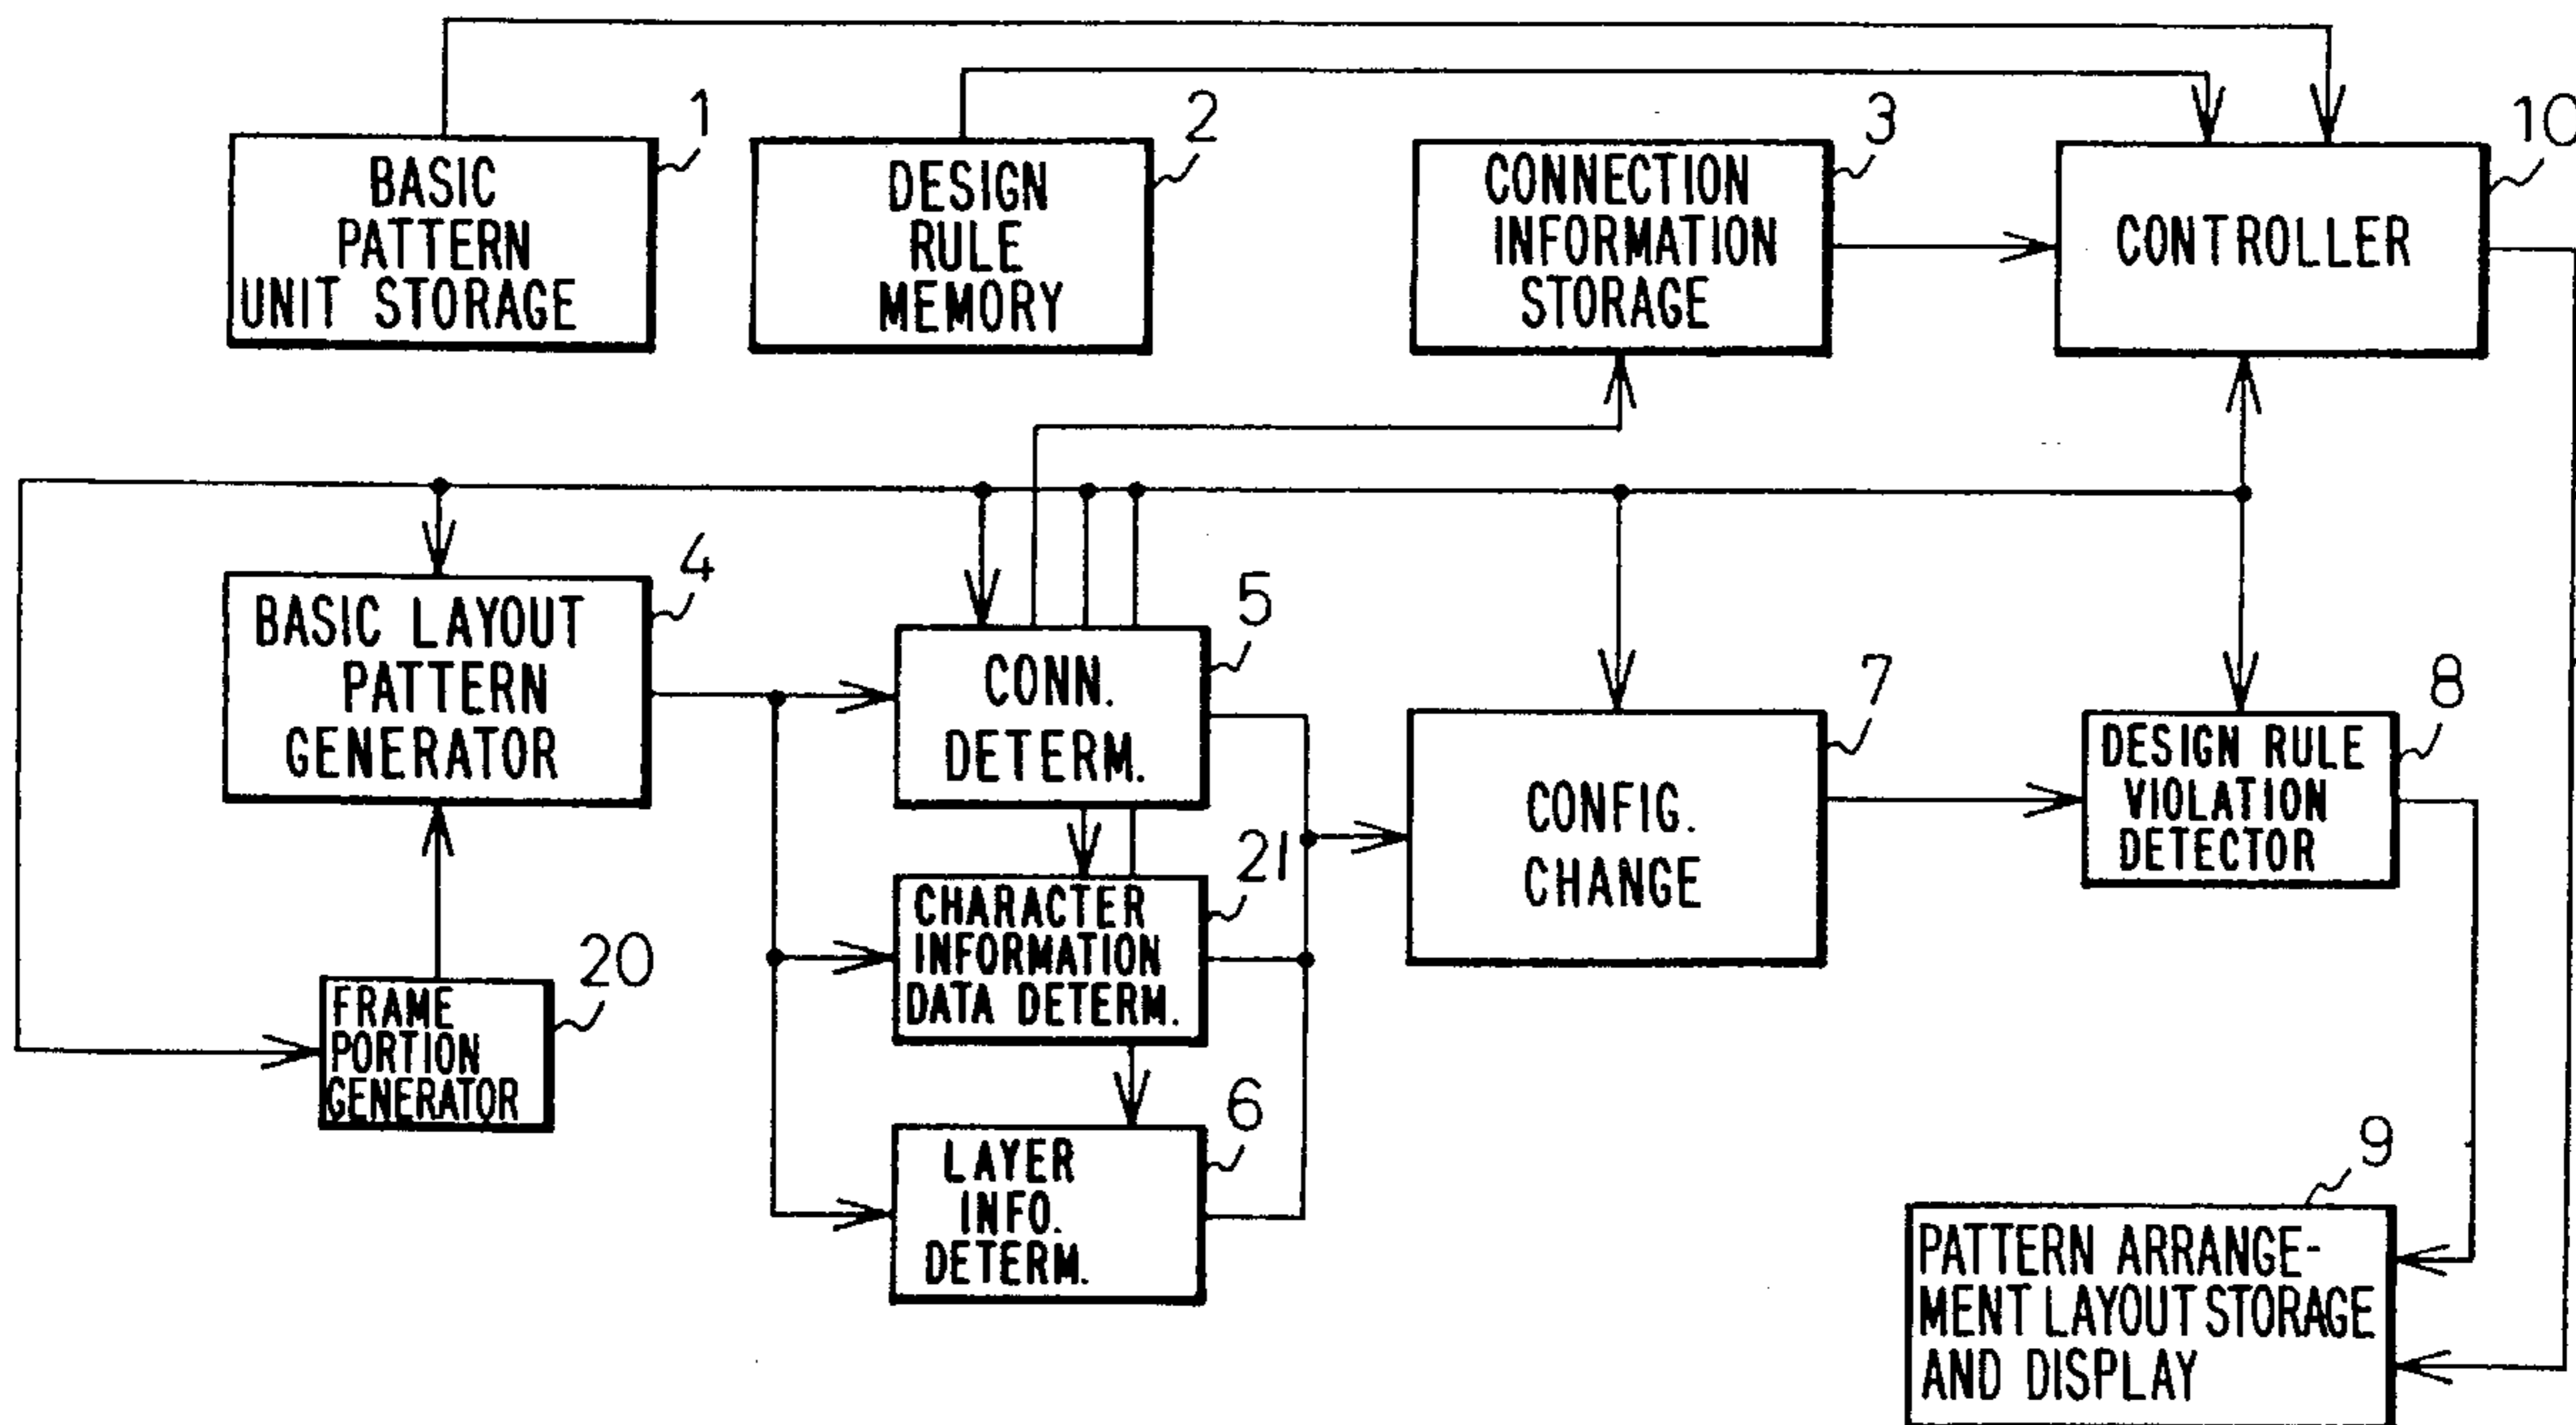 1
BASIC
PATTERN
UNIT STORAGE
2
DESIGN
RULE
MEMORY
3
CONNECTION
INFORMATION
STORAGE
10
CONTROLLER
4
BASIC LAYOUT
PATTERN
GENERATOR
5
CONN.
DETERM.
7
CONFIG.
CHANGE
8
DESIGN RULE
VIOLATION
DETECTOR
21
CHARACTER
INFORMATION
DATA DETERM.
20
FRAME
PORTION
GENERATOR
6
LAYER
INFO.
DETERM.
9
PATTERN ARRANGE-
MENT LAYOUT STORAGE
AND DISPLAY